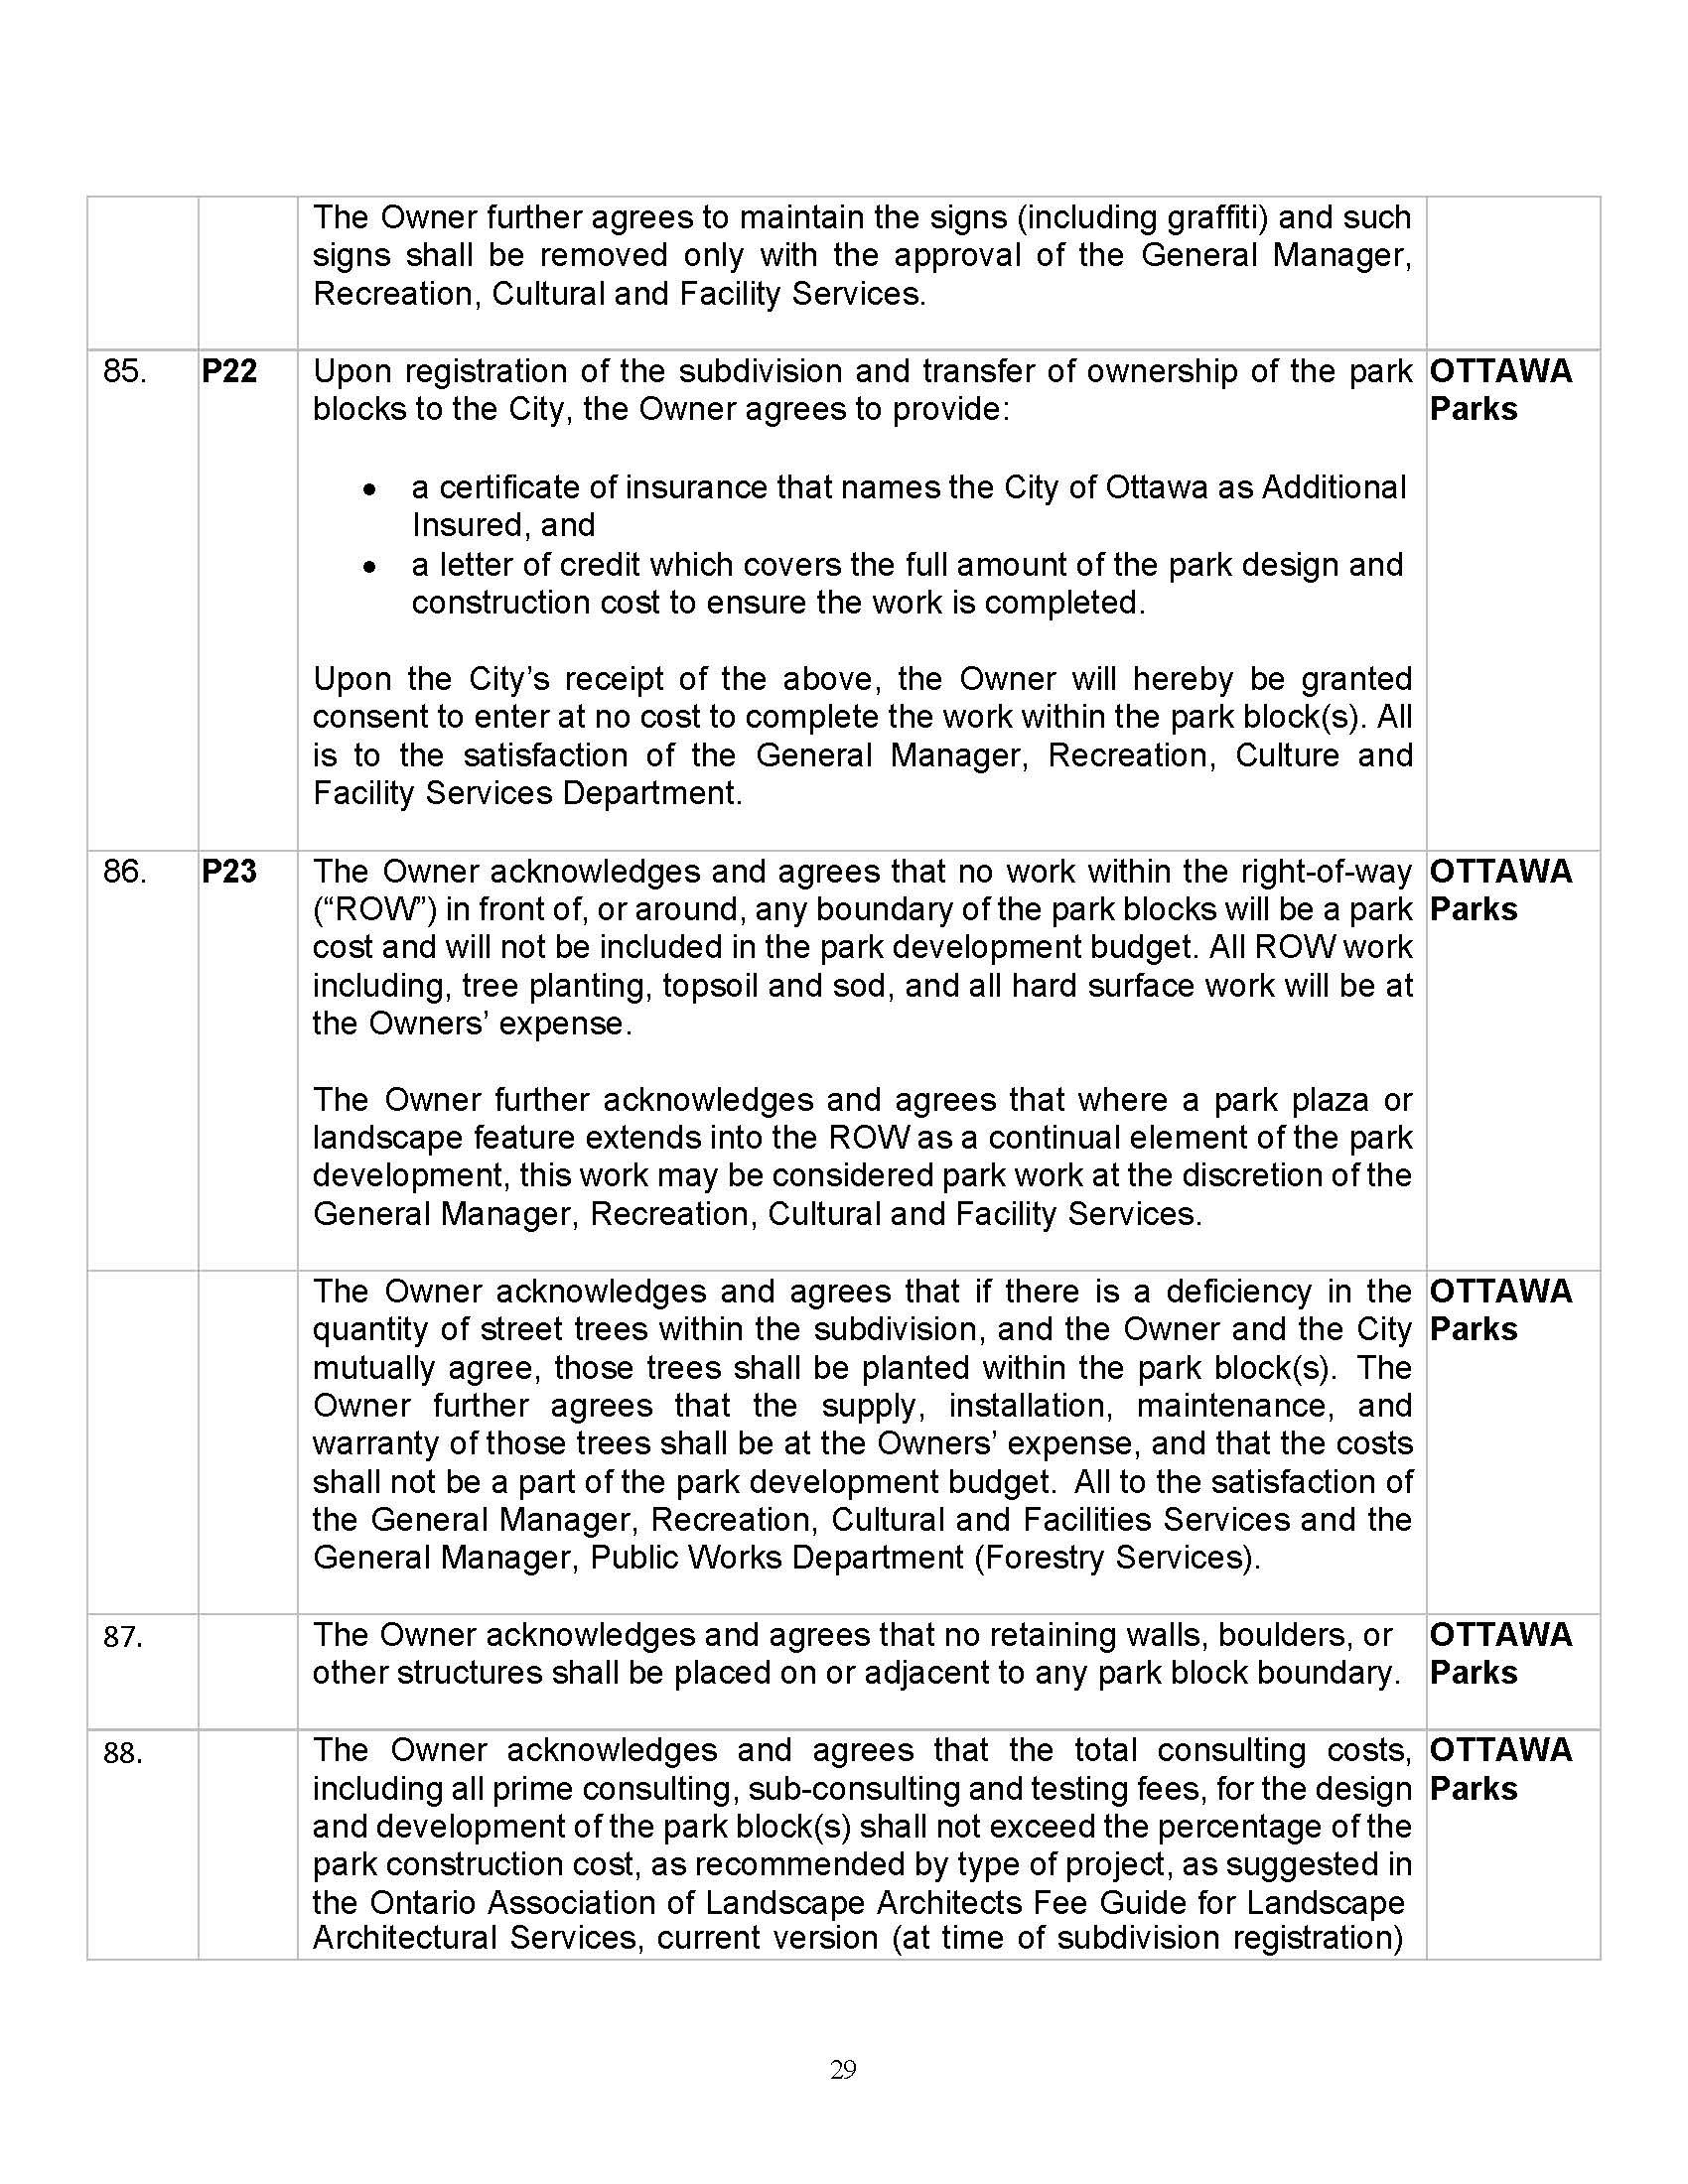 The Owner further agrees to maintain the signs (including graffiti) and such
signs shall be removed only with the approval of the General Manager,
Recreation, Cultural and Facility Services.
85. P22 Upon registration of the subdivision and transfer of ownership of the park OTTAWA
blocks to the City, the Owner agrees to provide: Parks
• a certificate of insurance that names the City of Ottawa as Additional
Insured, and
• a letter of credit which covers the full amount of the park design and
construction cost to ensure the work is completed.
Upon the City’s receipt of the above, the Owner will hereby be granted
consent to enter at no cost to complete the work within the park block(s). All
is to the satisfaction of the General Manager, Recreation, Culture and
Facility Services Department.
86. P23 The Owner acknowledges and agrees that no work within the right-of-way OTTAWA
(“ROW”) in front of, or around, any boundary of the park blocks will be a park Parks
cost and will not be included in the park development budget. All ROW work
including, tree planting, topsoil and sod, and all hard surface work will be at
the Owners’ expense.
The Owner further acknowledges and agrees that where a park plaza or
landscape feature extends into the ROW as a continual element of the park
development, this work may be considered park work at the discretion of the
General Manager, Recreation, Cultural and Facility Services.
The Owner acknowledges and agrees that if there is a deficiency in the OTTAWA
quantity of street trees within the subdivision, and the Owner and the City Parks
mutually agree, those trees shall be planted within the park block(s). The
Owner further agrees that the supply, installation, maintenance, and
warranty of those trees shall be at the Owners’ expense, and that the costs
shall not be a part of the park development budget. All to the satisfaction of
the General Manager, Recreation, Cultural and Facilities Services and the
General Manager, Public Works Department (Forestry Services).
87. The Owner acknowledges and agrees that no retaining walls, boulders, or OTTAWA
other structures shall be placed on or adjacent to any park block boundary. Parks
88. The Owner acknowledges and agrees that the total consulting costs, OTTAWA
including all prime consulting, sub-consulting and testing fees, for the design Parks
and development of the park block(s) shall not exceed the percentage of the
park construction cost, as recommended by type of project, as suggested in
the Ontario Association of Landscape Architects Fee Guide for Landscape
Architectural Services, current version (at time of subdivision registration)
29